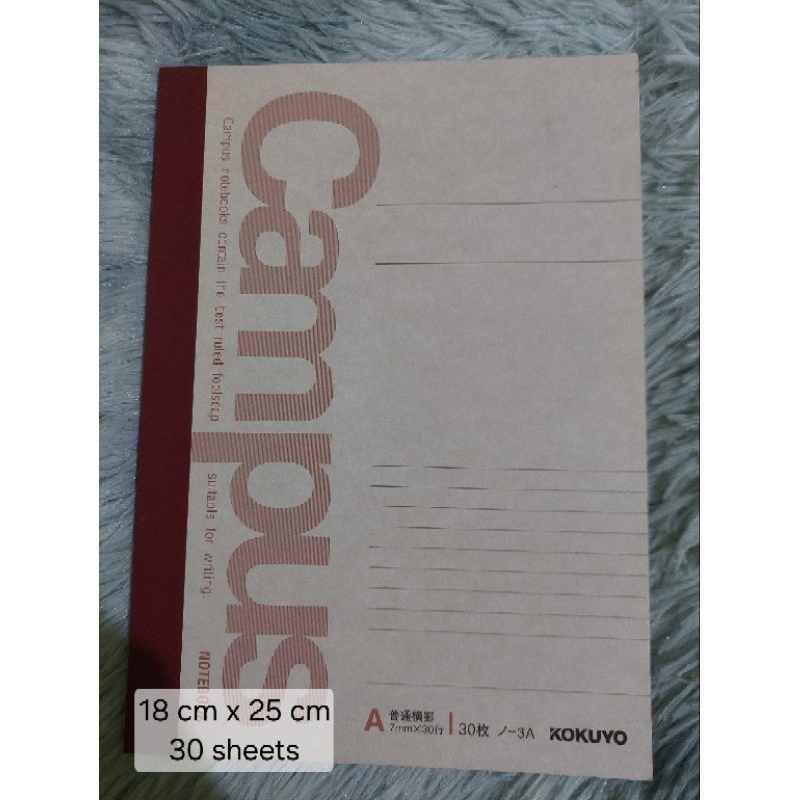 Campus
Campus notebooks contain the best ruled foolscap
suitable for writing.
A 普通横罫
7mm×30行
30枚 ノ-3A
KOKUYO
18 cm x 25 cm
30 sheets